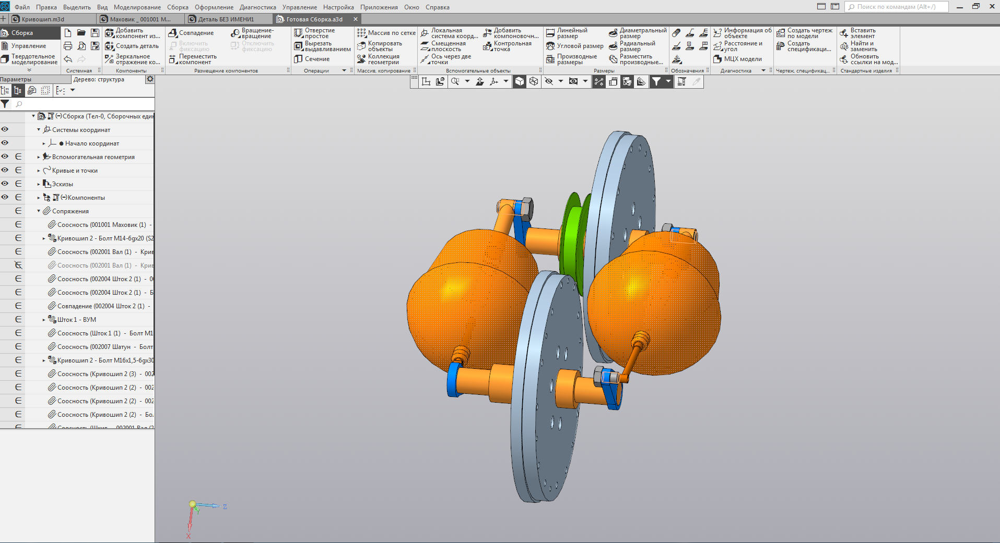 Файл Правка Выделить Вид Моделирование Сборка Оформление Диагностика Управление Настройка Приложения Окно Справка
Поиск по командам (Alt+/)
Кривошип.m3d
Маховик _ 001001 М...
Деталь БЕЗ ИМЕНИ1
Готовая Сборка.a3d
Сборка
Управление
Твердотельное моделирование
Системная
Добавить компонент из...
Создать деталь
Зеркальное отражение ко...
Компоненты
Совпадение
Включить фиксацию
Переместить компонент
Вращение-вращение
Отключить фиксацию
Размещение компонентов
Отверстие простое
Вырезать выдавливанием
Сечение
Операции
Массив по сетке
Копировать объекты
Коллекция геометрии
Массив, копирование
Локальная система коорд...
Смещенная плоскость
Ось через две точки
Добавить компоновочн...
Контрольная точка
Вспомогательные объекты
Линейный размер
Угловой размер
Производные размеры
Диаметральный размер
Радиальный размер
Разместить производные...
Размеры
Обозначения
Информация об объекте
Расстояние и угол
МЦХ модели
Диагностика
Создать чертеж по модели
Создать спецификаци...
Чертеж, спецификац...
Вставить элемент
Найти и заменить
Обновить ссылки на мод...
Стандартные изделия
Параметры
Дерево: структура
(−)Сборка (Тел-0, Сборочных един
Системы координат
Начало координат
Вспомогательная геометрия
Кривые и точки
Эскизы
(−)Компоненты
Сопряжения
Соосность (001001 Маховик (1) -
Кривошип 2 - Болт М14-6gx20 (S2
Соосность (002001 Вал (1) - Крив
Соосность (002001 Вал (1) - Крив
Соосность (002004 Шток 2 (1) - 0
Соосность (002004 Шток 2 (1) - Б
Совпадение (002004 Шток 2 (1) -
Шток 1 - ВУМ
Соосность (Шток 1 (1) - Болт М1
Соосность (002007 Шатун - Болт
Кривошип 2 - Болт М16х1,5-6gx30
Соосность (Кривошип 2 (3) - 002
Соосность (Кривошип 2 (2) - 002
Соосность (Кривошип 2 (2) - 002
Соосность (Кривошип 2 (2) - Бол
Соосность (Шкив - 002001 Вал (2
Z
Y
X